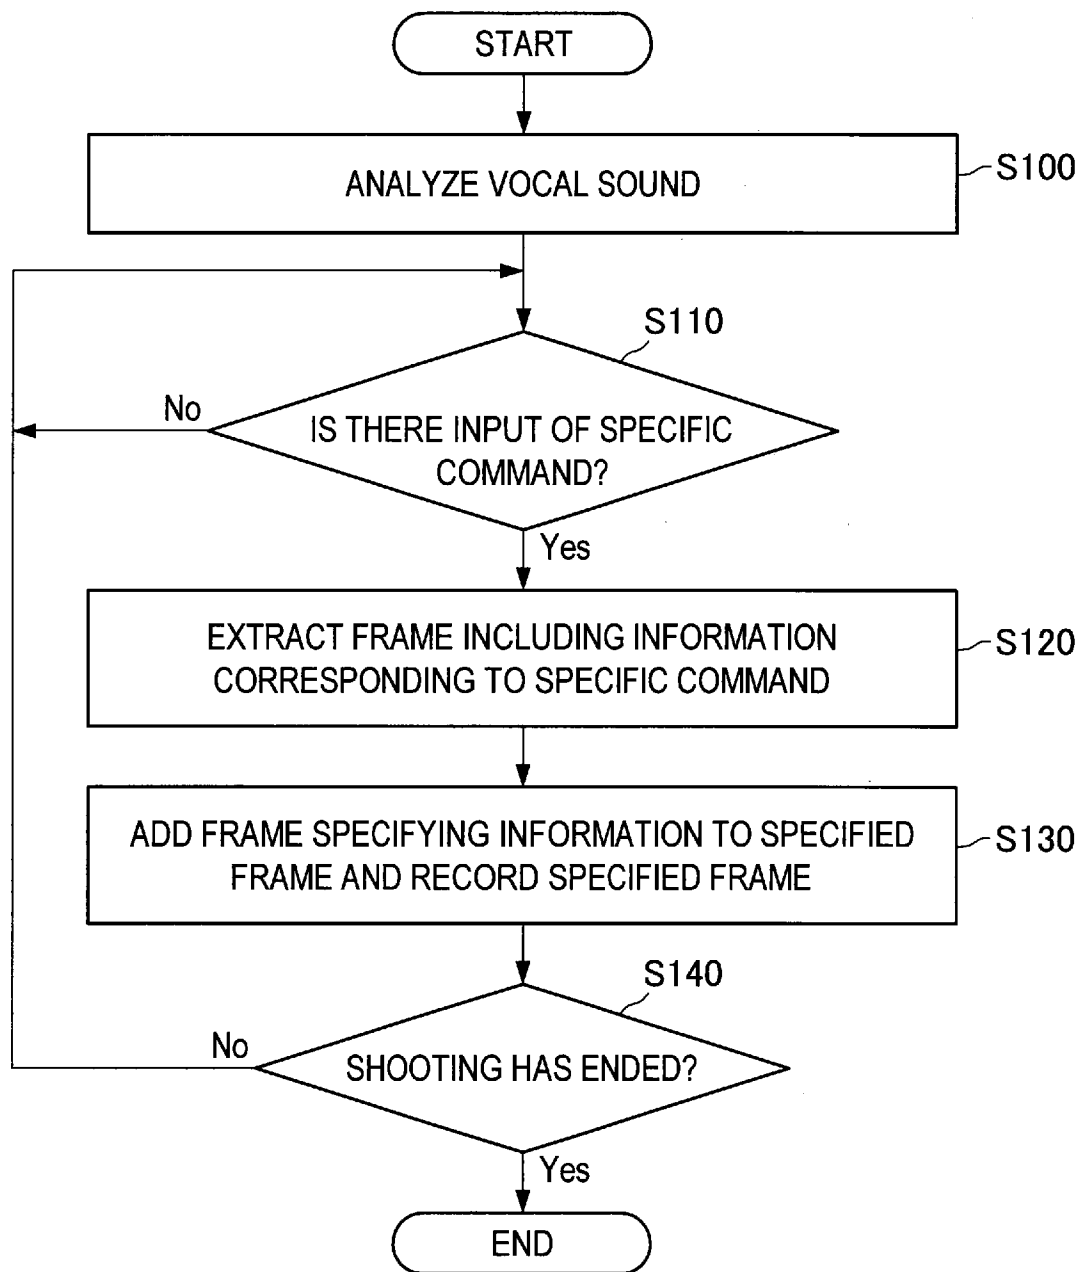 START
ANALYZE VOCAL SOUND
S100
S110
No
IS THERE INPUT OF SPECIFIC
COMMAND?
Yes
EXTRACT FRAME INCLUDING INFORMATION
CORRESPONDING TO SPECIFIC COMMAND
S120
ADD FRAME SPECIFYING INFORMATION TO SPECIFIED
FRAME AND RECORD SPECIFIED FRAME
S130
S140
No
SHOOTING HAS ENDED?
Yes
END